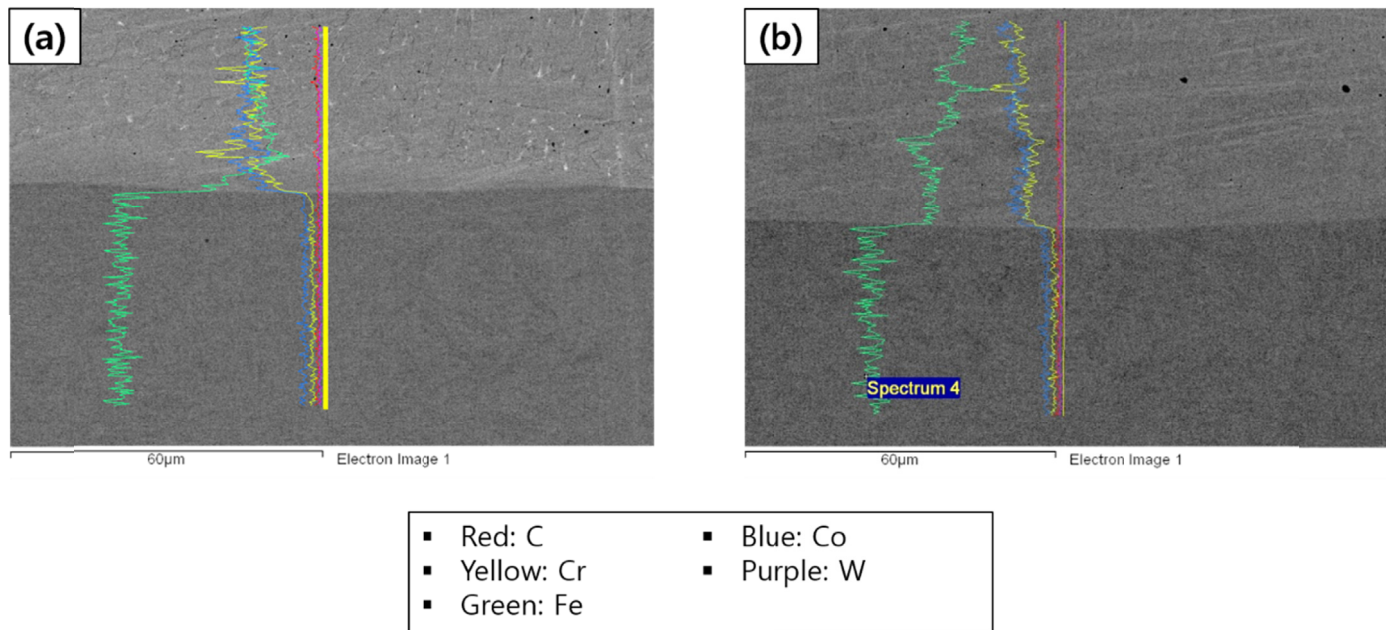 (a)
(b)
Spectrum 4
60µm
Electron Image 1
60µm
Electron Image 1
▪ Red: C
▪ Blue: Co
▪ Yellow: Cr
▪ Purple: W
▪ Green: Fe